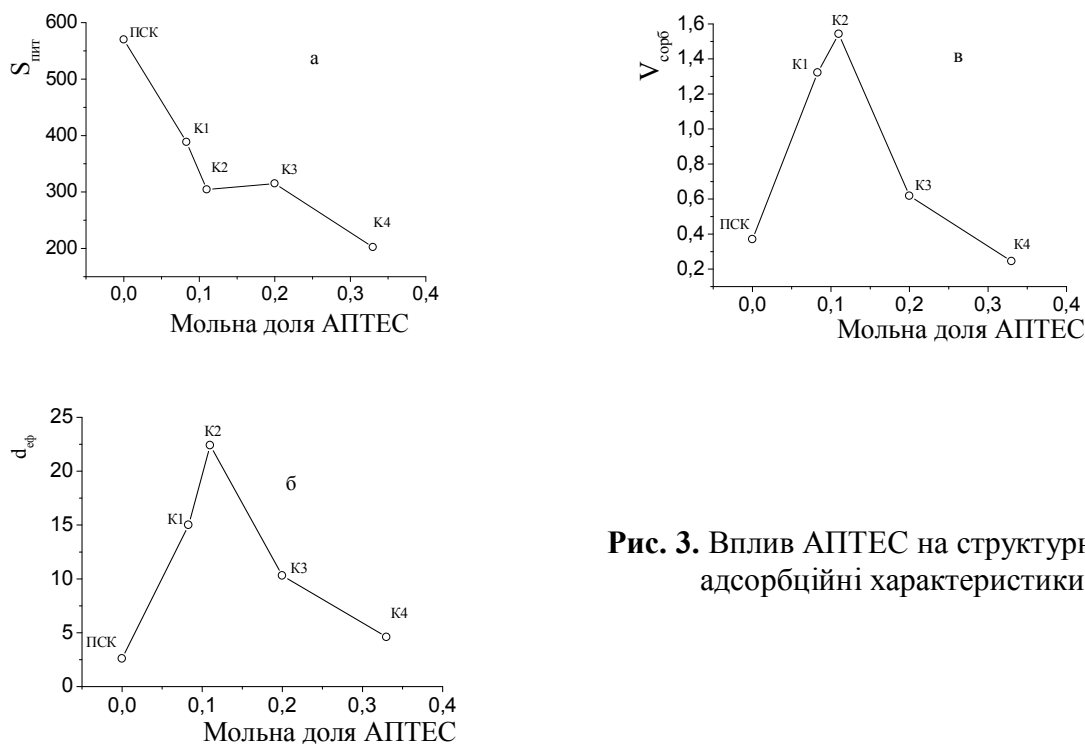 600
500
400
300
200
S пит
ПСК
K1
K2
K3
K4
а
0,0 0,1 0,2 0,3 0,4
Мольна доля АПТЕС
1,6
1,4
1,2
1,0
0,8
0,6
0,4
0,2
V сорб
ПСК
К1
К2
К3
К4
в
0,0 0,1 0,2 0,3 0,4
Мольна доля АПТЕС
25
20
15
10
5
0
d еф
ПСК
К1
К2
К3
К4
б
0,0 0,1 0,2 0,3 0,4
Мольна доля АПТЕС
Рис. 3. Вплив АПТЕС на структурн
адсорбційні характеристики